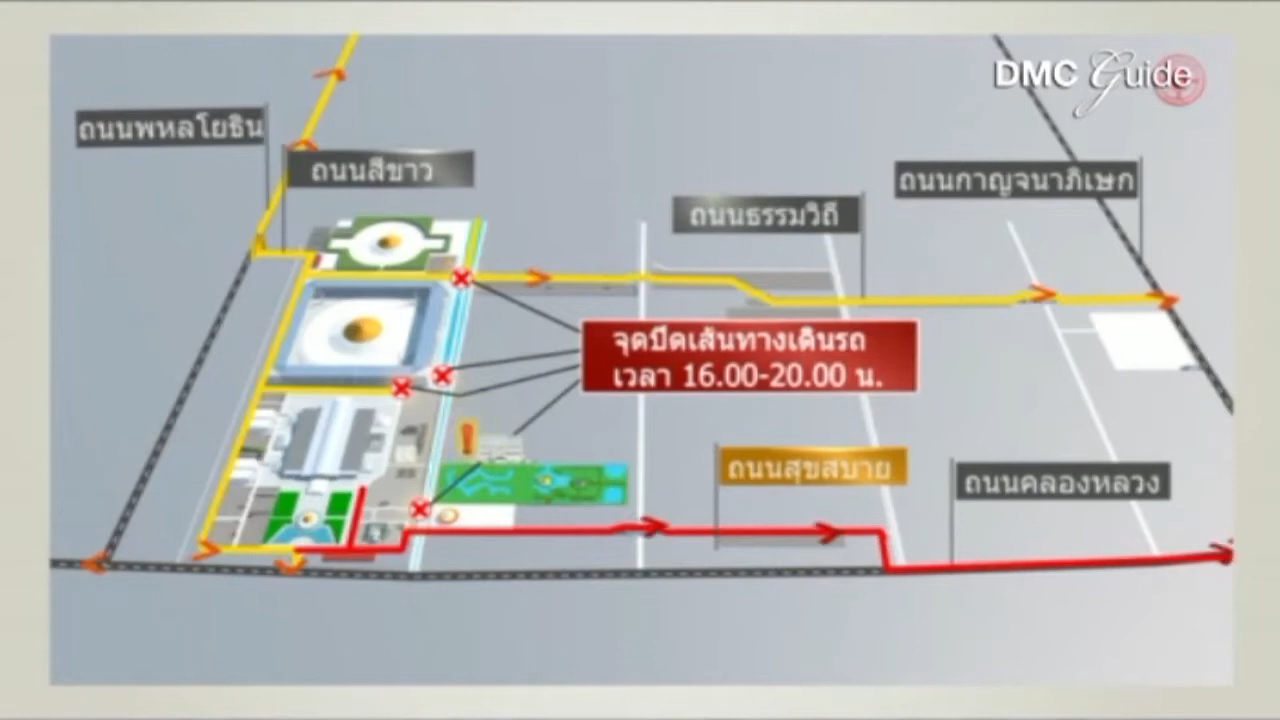 DMC Guide
ถนนพหลโยธิน
ถนนสีขาว
ถนนกาญจนาภิเษก
ถนนธรรมวิถี
จุดปิดเส้นทางเดินรถ
เวลา 16.00-20.00 น.
ถนนสุขสบาย
ถนนคลองหลวง